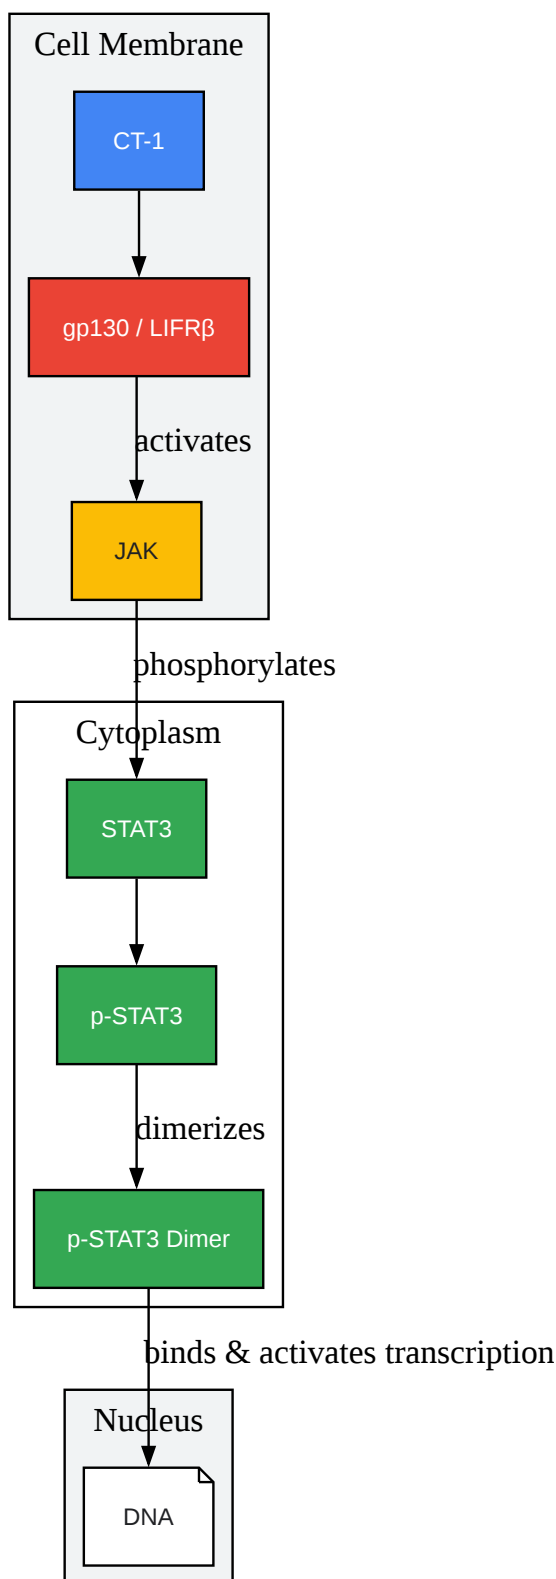 Cell Membrane
CT-1
gp130 / LIFRβ
activates
JAK
phosphorylates
Cytoplasm
STAT3
p-STAT3
dimerizes
p-STAT3 Dimer
binds & activates transcription
Nucleus
DNA